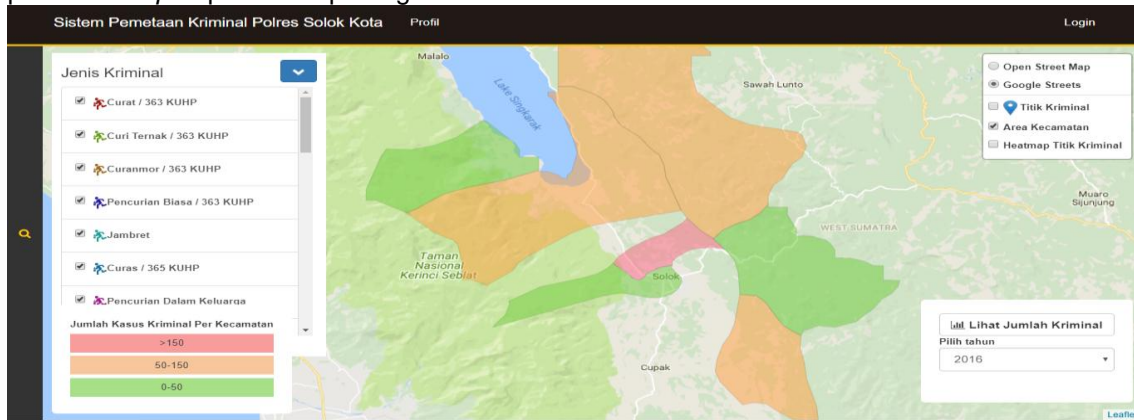 Sistem Pemetaan Kriminal Polres Solok Kota Profil Login
Jenis Kriminal
Curat / 363 KUHP
Curi Ternak / 363 KUHP
Curanmor / 363 KUHP
Pencurian Biasa / 363 KUHP
Jambret
Curas / 365 KUHP
Pencurian Dalam Keluarga
Jumlah Kasus Kriminal Per Kecamatan
>150
50-150
0-50
Malalo
Lake Singkarak
Sawah Lunto
Muaro
Sijunjung
WEST SUMATRA
Taman
Nasional
Kerinci Seblat
Solok
Cupak
Open Street Map
Google Streets
Titik Kriminal
Area Kecamatan
Heatmap Titik Kriminal
Lihat Jumlah Kriminal
Pilih tahun
2016